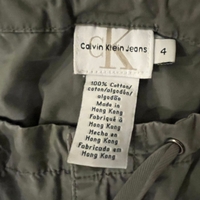 ck
Calvin Klein Jeans
4
100% Cotton/
coton/algodón/
algodão
Made in
Hong Kong
Fabriqué à
Hong Kong
Hecho en
Hong Kong
Fabricado em
Hong Kong